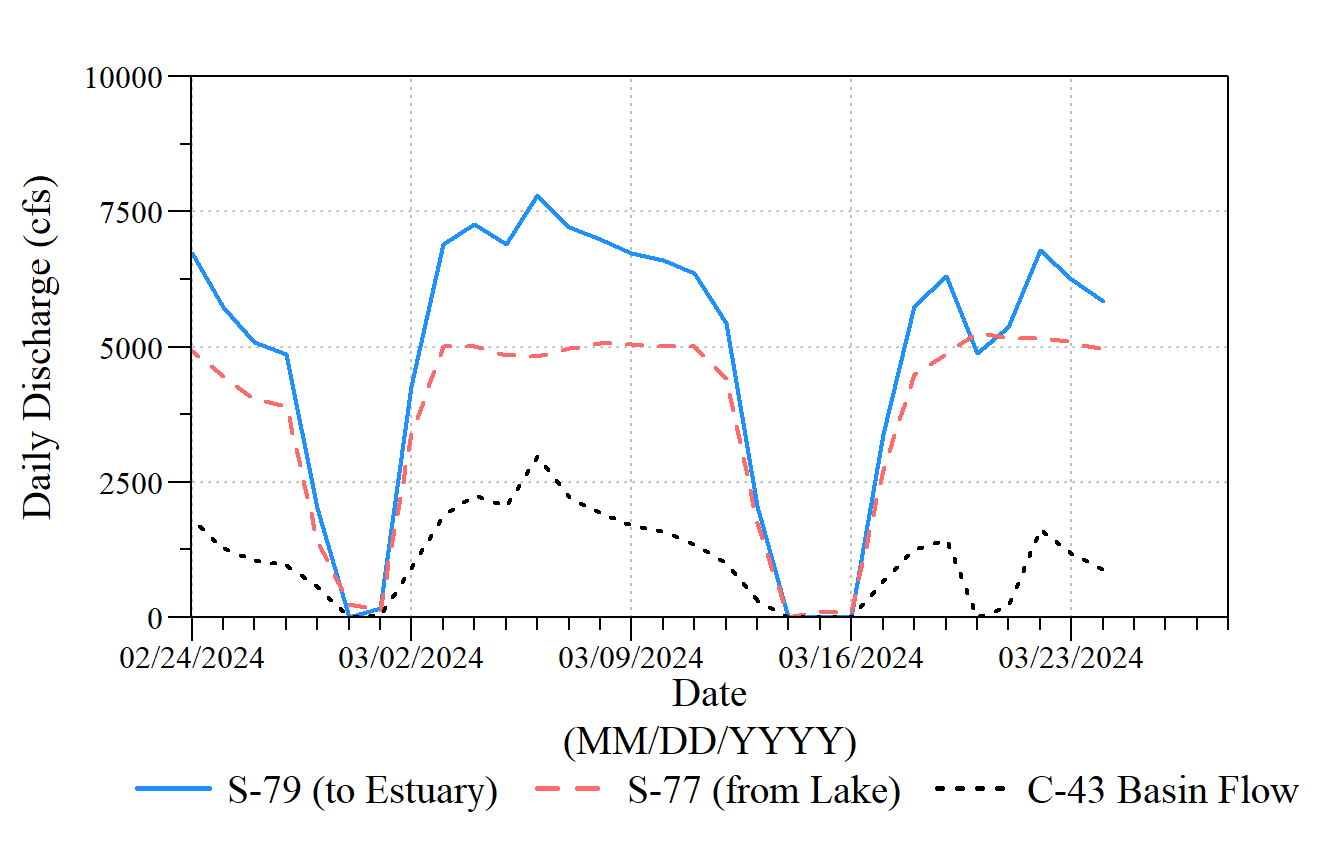 10000
7500
5000
2500
0
Daily Discharge (cfs)
02/24/2024 03/02/2024 03/09/2024 03/16/2024 03/23/2024
Date
(MM/DD/YYYY)
S-79 (to Estuary) S-77 (from Lake) C-43 Basin Flow